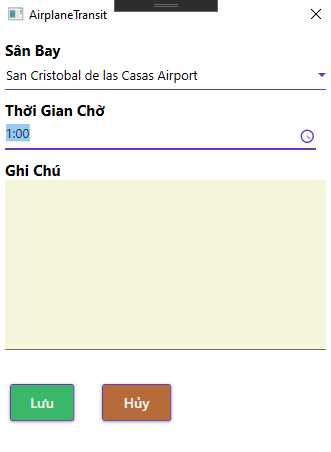 AirplaneTransit
Sân Bay
San Cristobal de las Casas Airport
Thời Gian Chờ
1:00
Ghi Chú
Lưu
Hủy